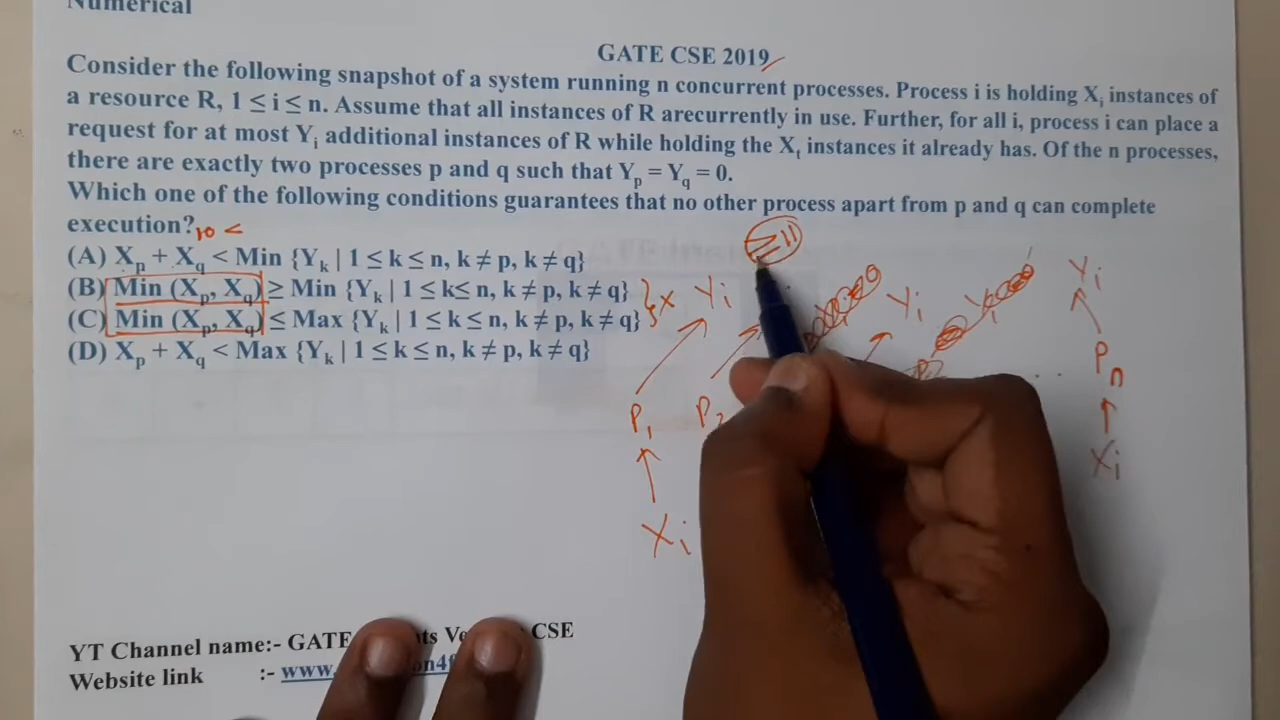 Numerical
GATE CSE 2019
Consider the following snapshot of a system running n concurrent processes. Process i is holding Xi instances of
a resource R, 1 ≤ i ≤ n. Assume that all instances of R arecurrently in use. Further, for all i, process i can place a
request for at most Yi additional instances of R while holding the Xt instances it already has. Of the n processes,
there are exactly two processes p and q such that Yp = Yq = 0.
Which one of the following conditions guarantees that no other process apart from p and q can complete
execution? 10 <
(A) Xp + Xq < Min {Yk | 1 ≤ k ≤ n, k ≠ p, k ≠ q}
(B) Min (Xp, Xq) ≥ Min {Yk | 1 ≤ k≤ n, k ≠ p, k ≠ q} } x
(C) Min (Xp, Xq) ≤ Max {Yk | 1 ≤ k ≤ n, k ≠ p, k ≠ q}
(D) Xp + Xq < Max {Yk | 1 ≤ k ≤ n, k ≠ p, k ≠ q}
≥ 11
Yi Yi Yi
P1 P2 Pn
Xi Xi
YT Channel name:- GATE CSE
Website link :- www.